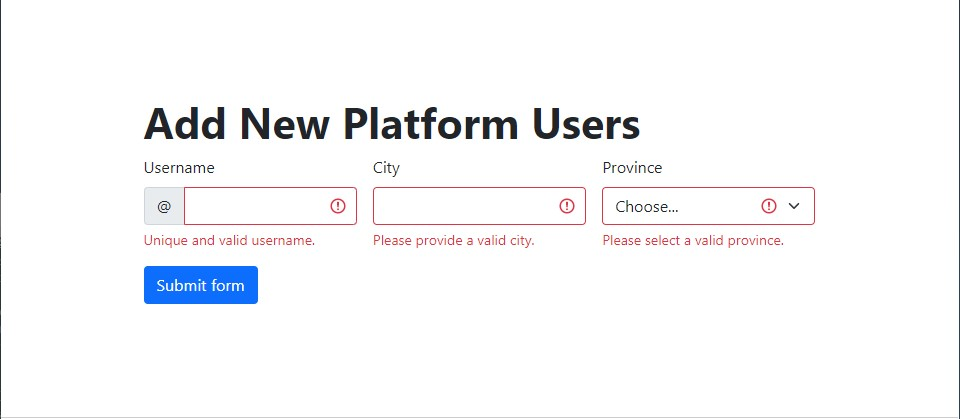 Add New Platform Users
Username City Province
@ Choose...
Unique and valid username. Please provide a valid city. Please select a valid province.
Submit form